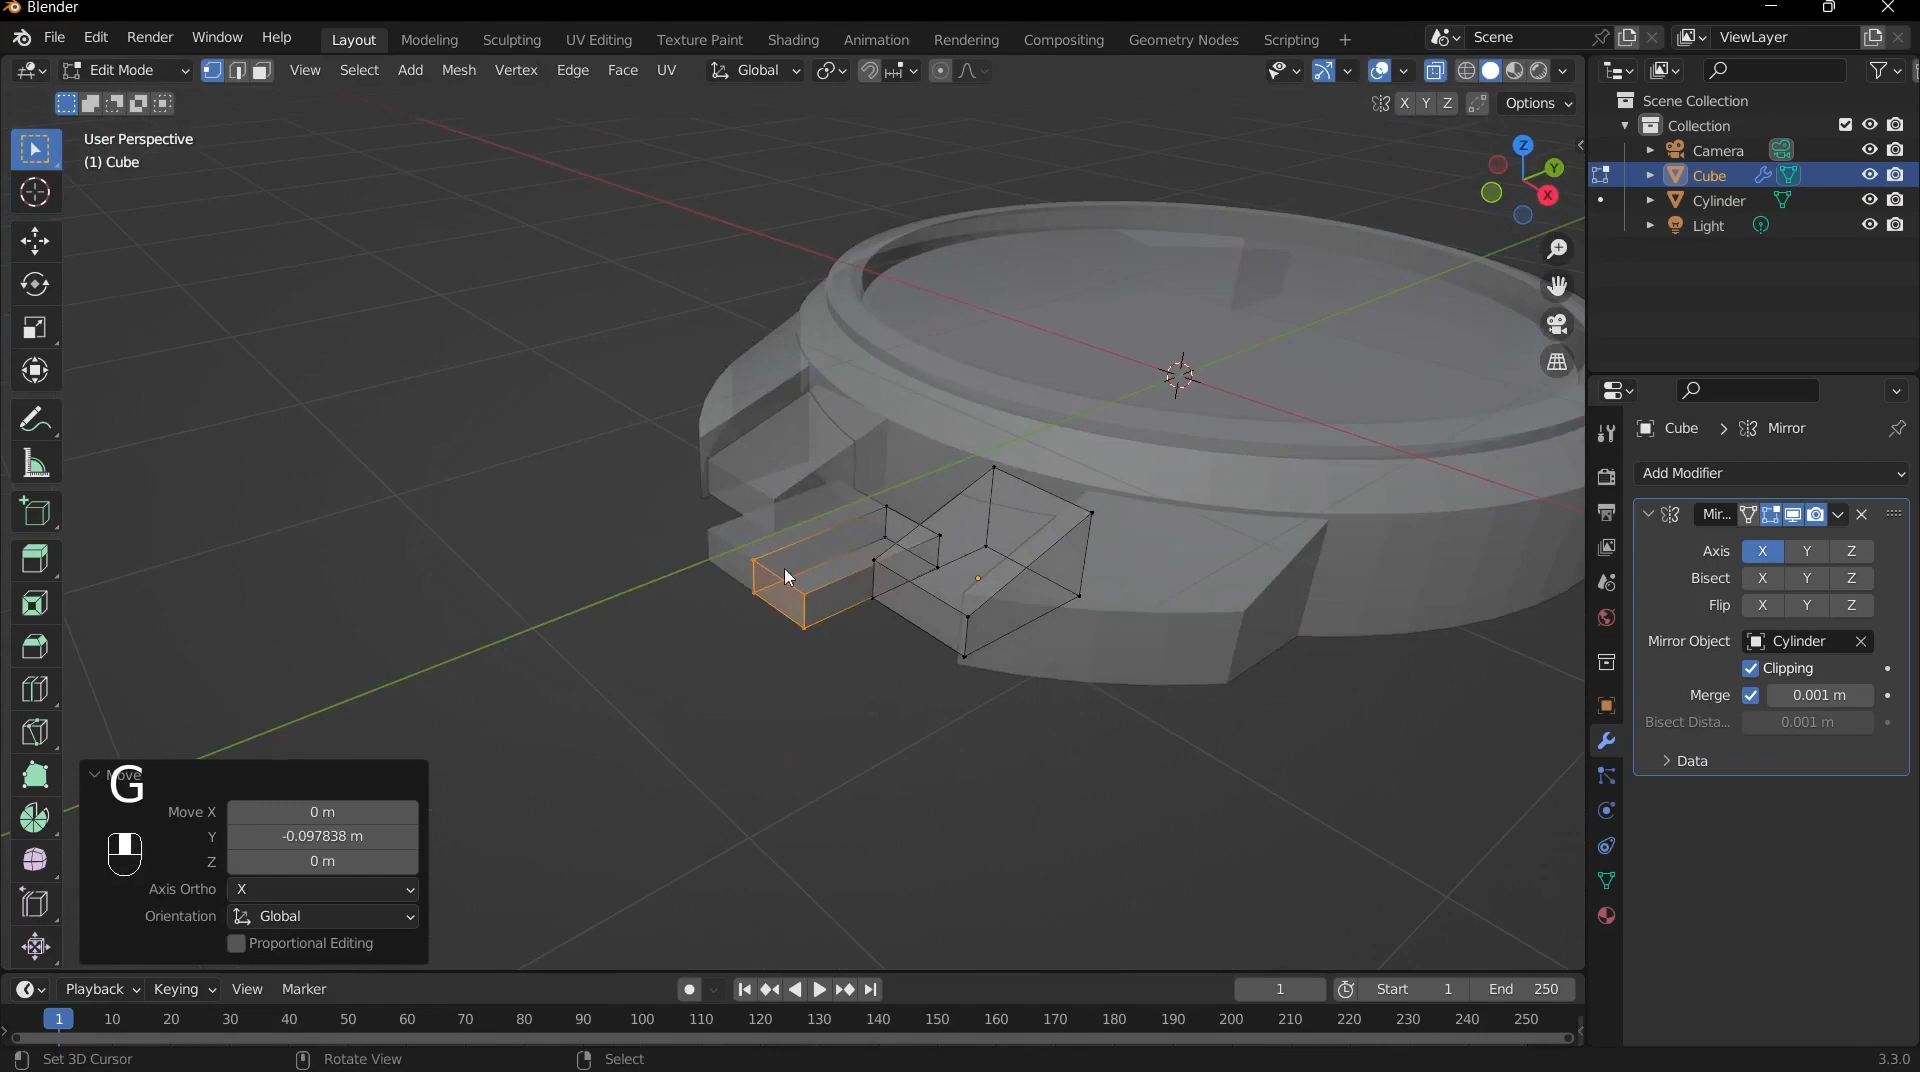 Blender
File Edit Render Window Help Layout Modeling Sculpting UV Editing Texture Paint Shading Animation Rendering Compositing Geometry Nodes Scripting + Scene ViewLayer
Edit Mode View Select Add Mesh Vertex Edge Face UV Global
X Y Z Options
User Perspective
(1) Cube
Z
Y
X
Scene Collection
Collection
Camera
Cube
Cylinder
Light
Cube > Mirror
Add Modifier
Mir...
Axis X Y Z
Bisect X Y Z
Flip X Y Z
Mirror Object Cylinder
Clipping
Merge 0.001 m
Bisect Dista... 0.001 m
Data
Move
G
Move X 0 m
Y -0.097838 m
Z 0 m
Axis Ortho X
Orientation Global
Proportional Editing
Playback Keying View Marker 1 Start 1 End 250
1 10 20 30 40 50 60 70 80 90 100 110 120 130 140 150 160 170 180 190 200 210 220 230 240 250
Set 3D Cursor Rotate View Select 3.3.0